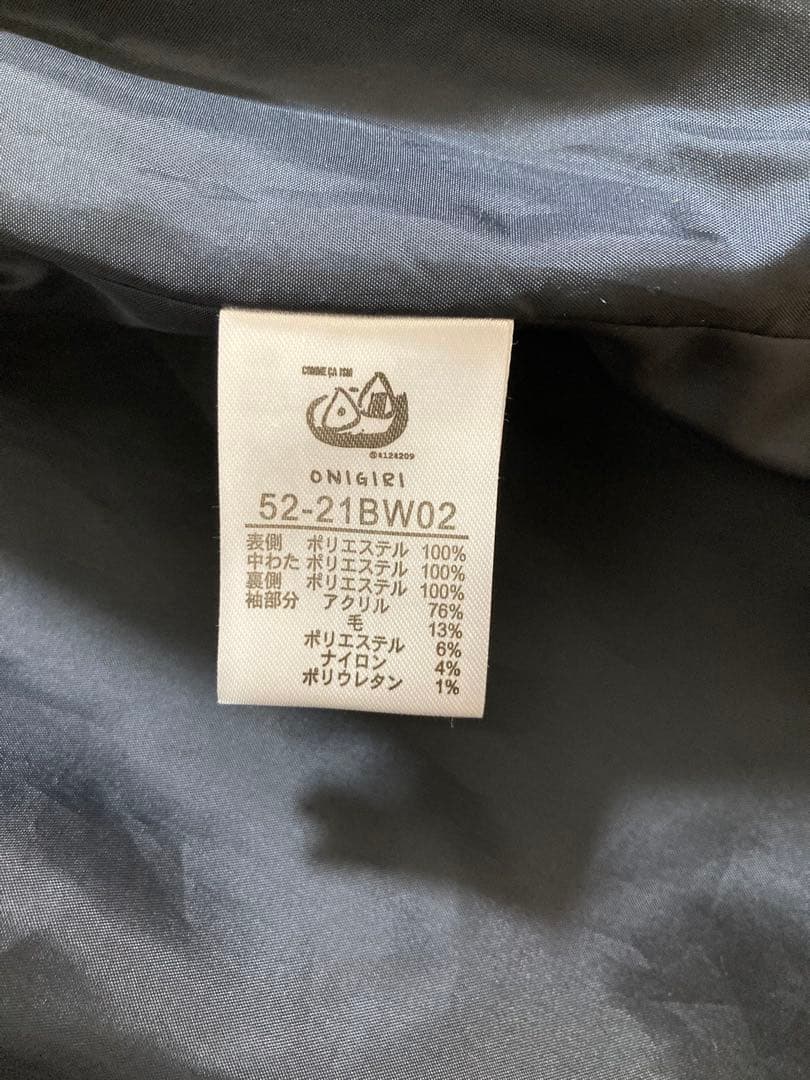 COMME ÇA ISM
®4124209
ONIGIRI
52-21BW02
表側 ポリエステル 100%
中わた ポリエステル 100%
裏側 ポリエステル 100%
袖部分 アクリル 76%
毛 13%
ポリエステル 6%
ナイロン 4%
ポリウレタン 1%